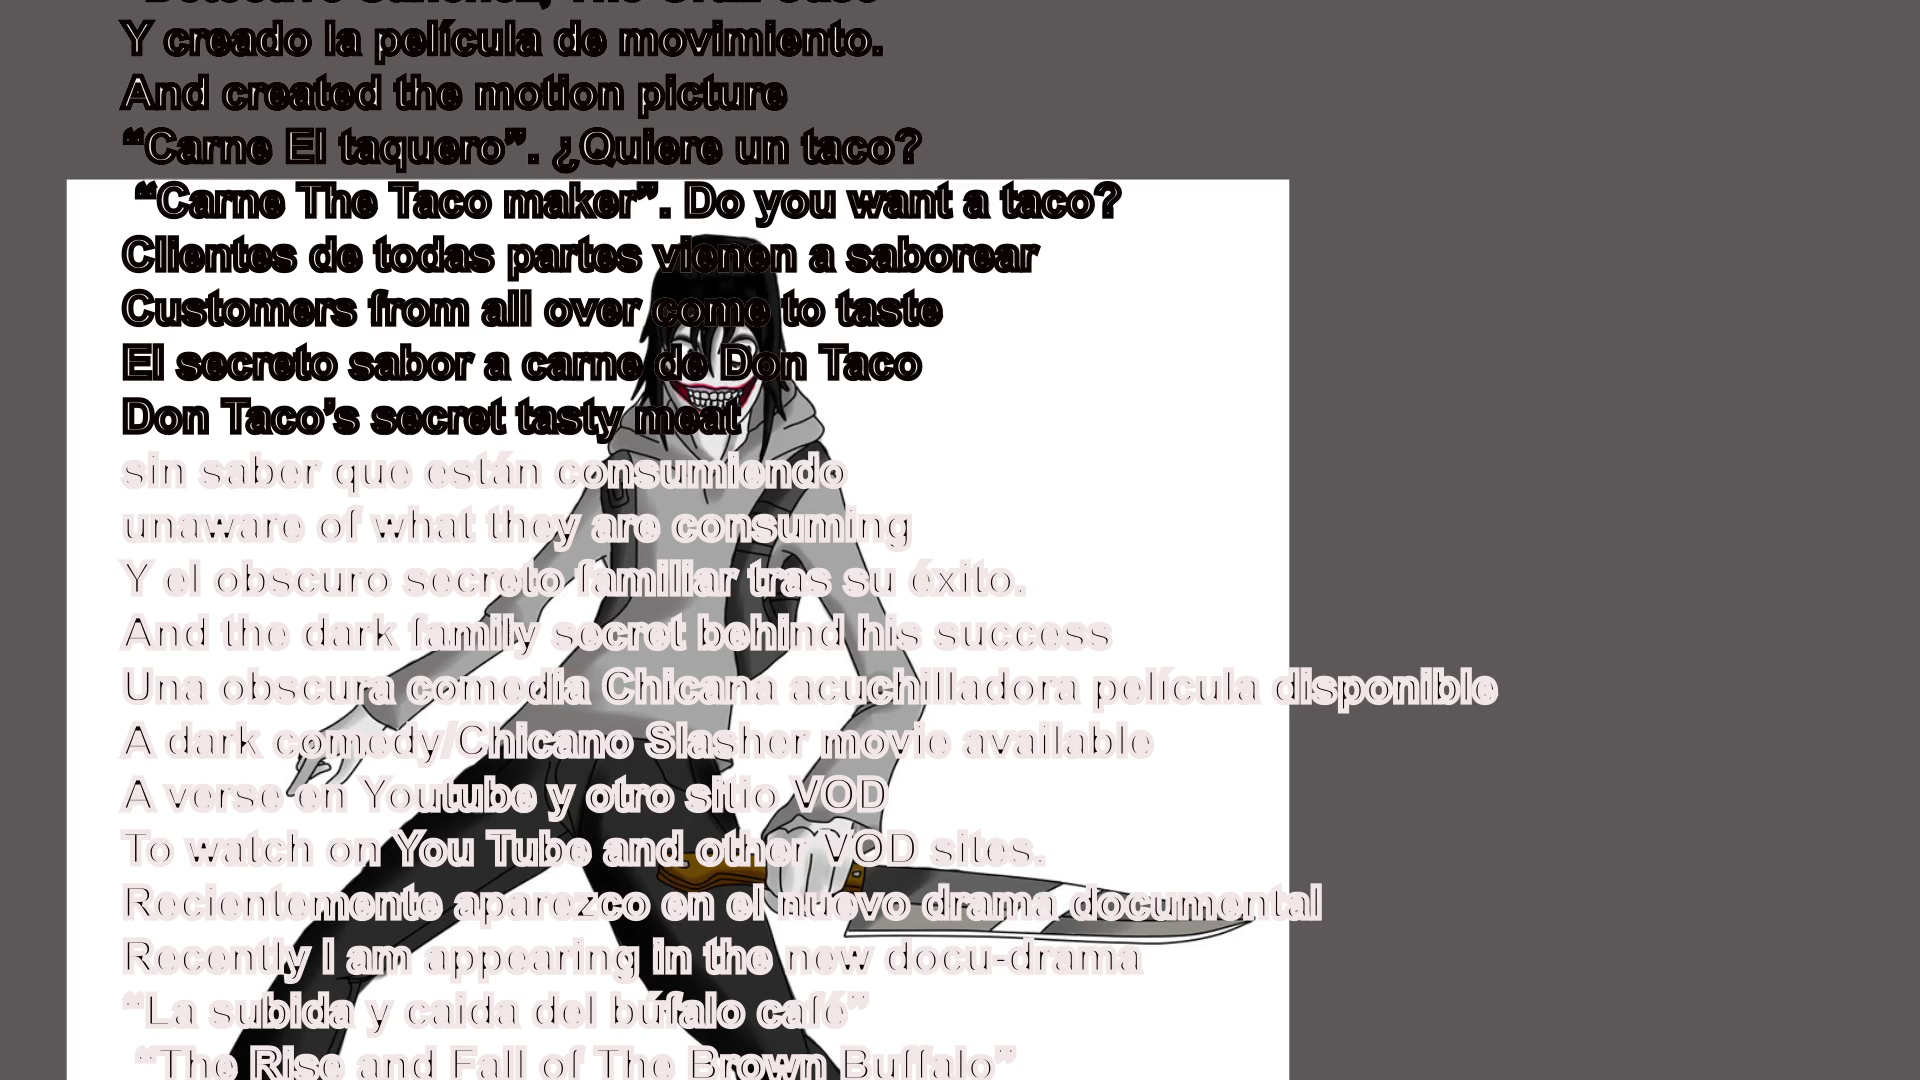 "Detective Sanchez, The Cruz Case"
Y creado la película de movimiento.
And created the motion picture
“Carne El taquero”. ¿Quiere un taco?
“Carne The Taco maker”. Do you want a taco?
Clientes de todas partes vienen a saborear
Customers from all over come to taste
El secreto sabor a carne de Don Taco
Don Taco’s secret tasty meat
sin saber que están consumiendo
unaware of what they are consuming
Y el obscuro secreto familiar tras su éxito.
And the dark family secret behind his success
Una obscura comedia Chicana acuchilladora película disponible
A dark comedy/Chicano Slasher movie available
A verse en Youtube y otro sitio VOD
To watch on You Tube and other VOD sites.
Recientemente aparezco en el nuevo drama documental
Recently I am appearing in the new docu-drama
“La subida y caida del búfalo café”
“The Rise and Fall of The Brown Buffalo”